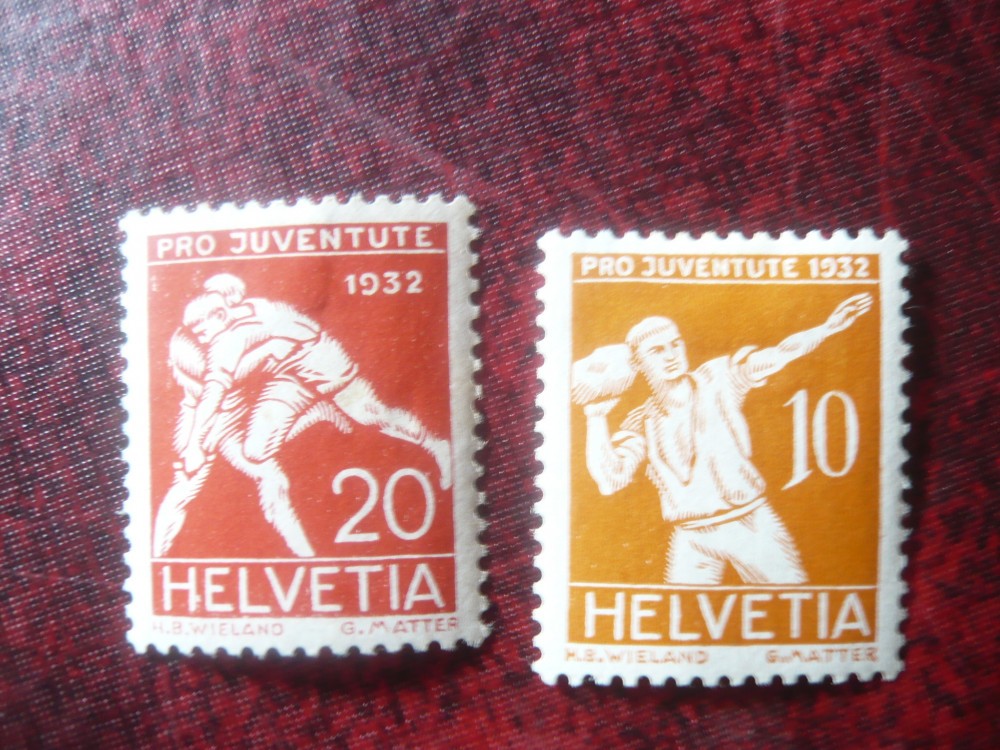 PRO JUVENTUTE
1932
20
HELVETIA
H.B.WIELAND G.MATTER
PRO JUVENTUTE 1932
10
HELVETIA
H.B.WIELAND G.MATTER